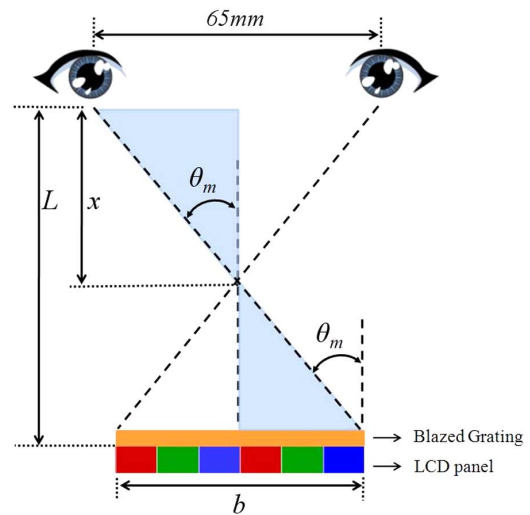 65mm
θm
L
x
θm
Blazed Grating
LCD panel
b